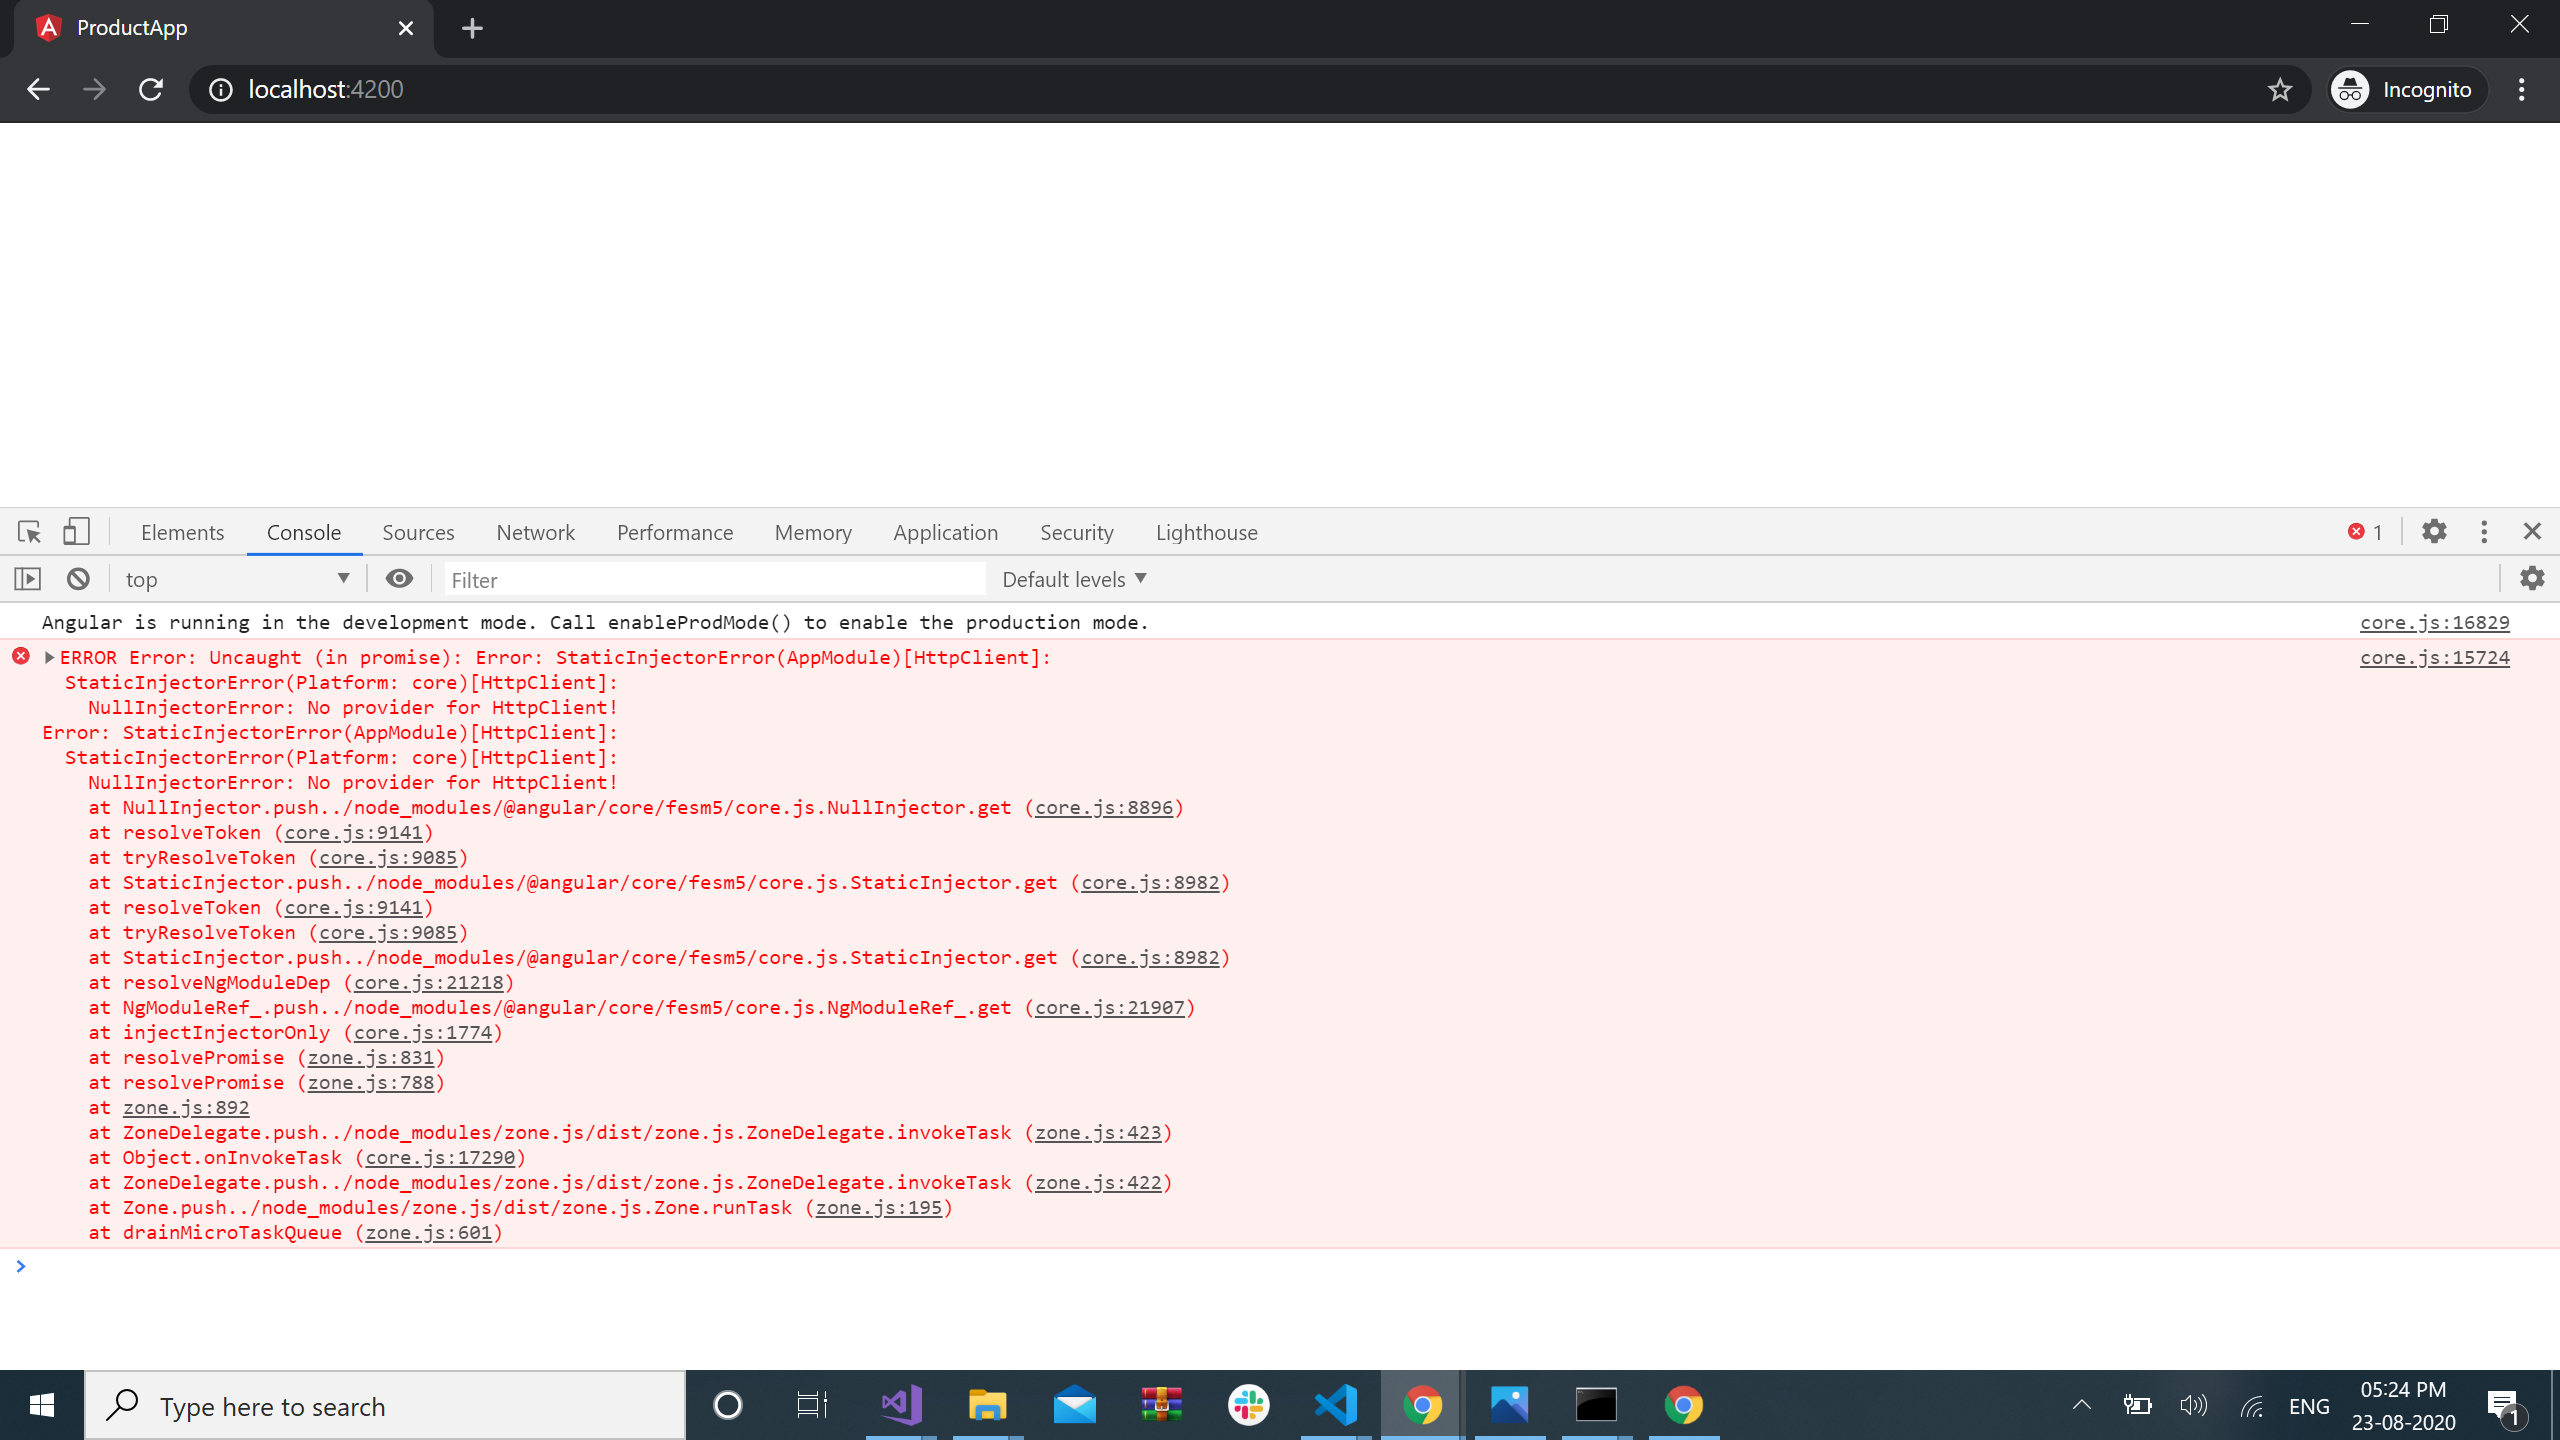 ProductApp
localhost:4200
Incognito
Elements Console Sources Network Performance Memory Application Security Lighthouse 1
top Filter Default levels
Angular is running in the development mode. Call enableProdMode() to enable the production mode. core.js:16829
ERROR Error: Uncaught (in promise): Error: StaticInjectorError(AppModule)[HttpClient]: core.js:15724
StaticInjectorError(Platform: core)[HttpClient]:
NullInjectorError: No provider for HttpClient!
Error: StaticInjectorError(AppModule)[HttpClient]:
StaticInjectorError(Platform: core)[HttpClient]:
NullInjectorError: No provider for HttpClient!
at NullInjector.push../node_modules/@angular/core/fesm5/core.js.NullInjector.get (core.js:8896)
at resolveToken (core.js:9141)
at tryResolveToken (core.js:9085)
at StaticInjector.push../node_modules/@angular/core/fesm5/core.js.StaticInjector.get (core.js:8982)
at resolveToken (core.js:9141)
at tryResolveToken (core.js:9085)
at StaticInjector.push../node_modules/@angular/core/fesm5/core.js.StaticInjector.get (core.js:8982)
at resolveNgModuleDep (core.js:21218)
at NgModuleRef_.push../node_modules/@angular/core/fesm5/core.js.NgModuleRef_.get (core.js:21907)
at injectInjectorOnly (core.js:1774)
at resolvePromise (zone.js:831)
at resolvePromise (zone.js:788)
at zone.js:892
at ZoneDelegate.push../node_modules/zone.js/dist/zone.js.ZoneDelegate.invokeTask (zone.js:423)
at Object.onInvokeTask (core.js:17290)
at ZoneDelegate.push../node_modules/zone.js/dist/zone.js.ZoneDelegate.invokeTask (zone.js:422)
at Zone.push../node_modules/zone.js/dist/zone.js.Zone.runTask (zone.js:195)
at drainMicroTaskQueue (zone.js:601)
Type here to search
ENG
05:24 PM
23-08-2020
1